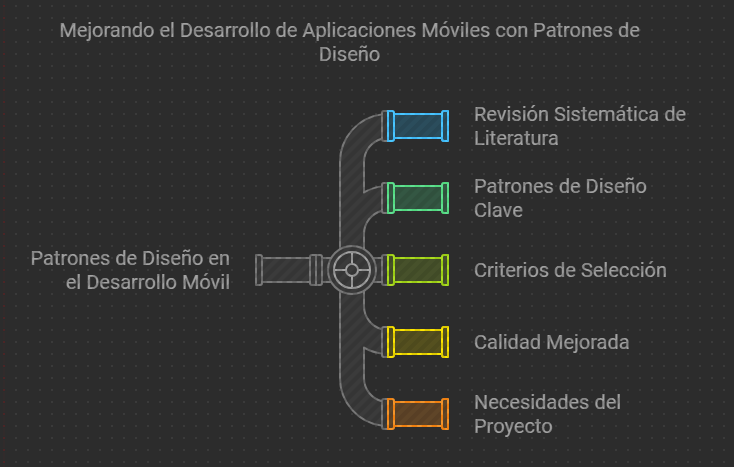 Mejorando el Desarrollo de Aplicaciones Móviles con Patrones de
Diseño
Revisión Sistemática de
Literatura
Patrones de Diseño
Clave
Patrones de Diseño en
el Desarrollo Móvil
Criterios de Selección
Calidad Mejorada
Necesidades del
Proyecto